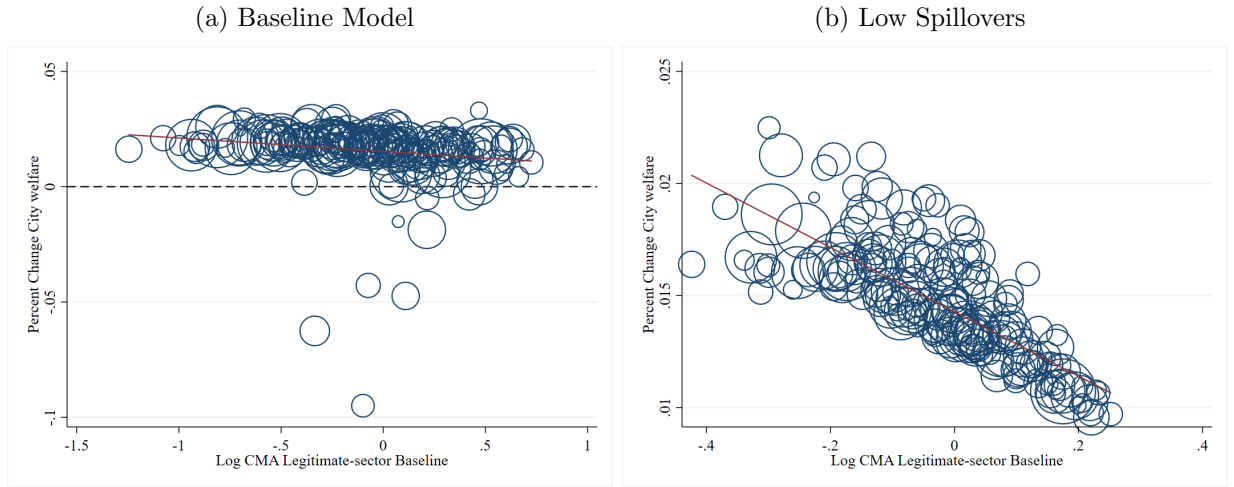 (a) Baseline Model
Percent Change City welfare
.05
0
-.05
-.1
-1.5 -1 -.5 0 .5 1
Log CMA Legitimate-sector Baseline
(b) Low Spillovers
Percent Change City welfare
.025
.02
.015
.01
-.4 -.2 0 .2 .4
Log CMA Legitimate-sector Baseline